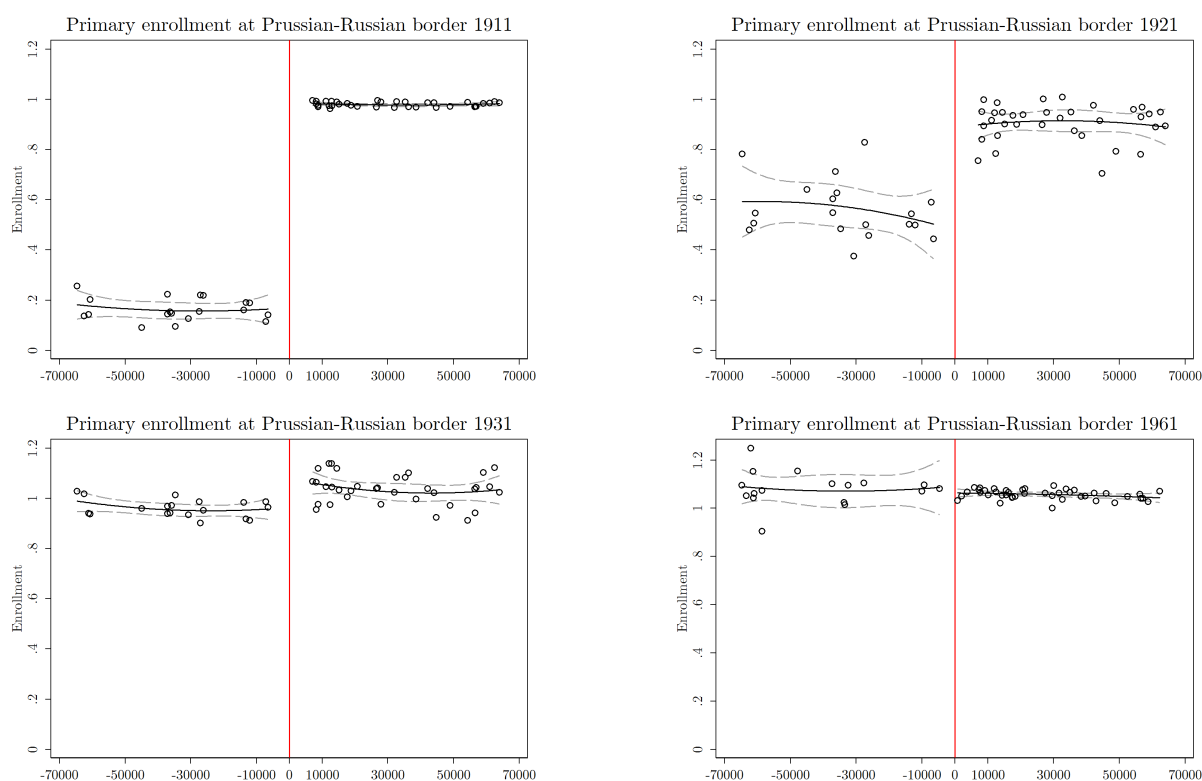 Primary enrollment at Prussian-Russian border 1911
Enrollment
1.2
1
.8
.6
.4
.2
0
-70000 -50000 -30000 -10000 0 10000 30000 50000 70000
Primary enrollment at Prussian-Russian border 1921
Enrollment
1.2
1
.8
.6
.4
.2
0
-70000 -50000 -30000 -10000 0 10000 30000 50000 70000
Primary enrollment at Prussian-Russian border 1931
Enrollment
1.2
1
.8
.6
.4
.2
0
-70000 -50000 -30000 -10000 0 10000 30000 50000 70000
Primary enrollment at Prussian-Russian border 1961
Enrollment
1.2
1
.8
.6
.4
.2
0
-70000 -50000 -30000 -10000 0 10000 30000 50000 70000